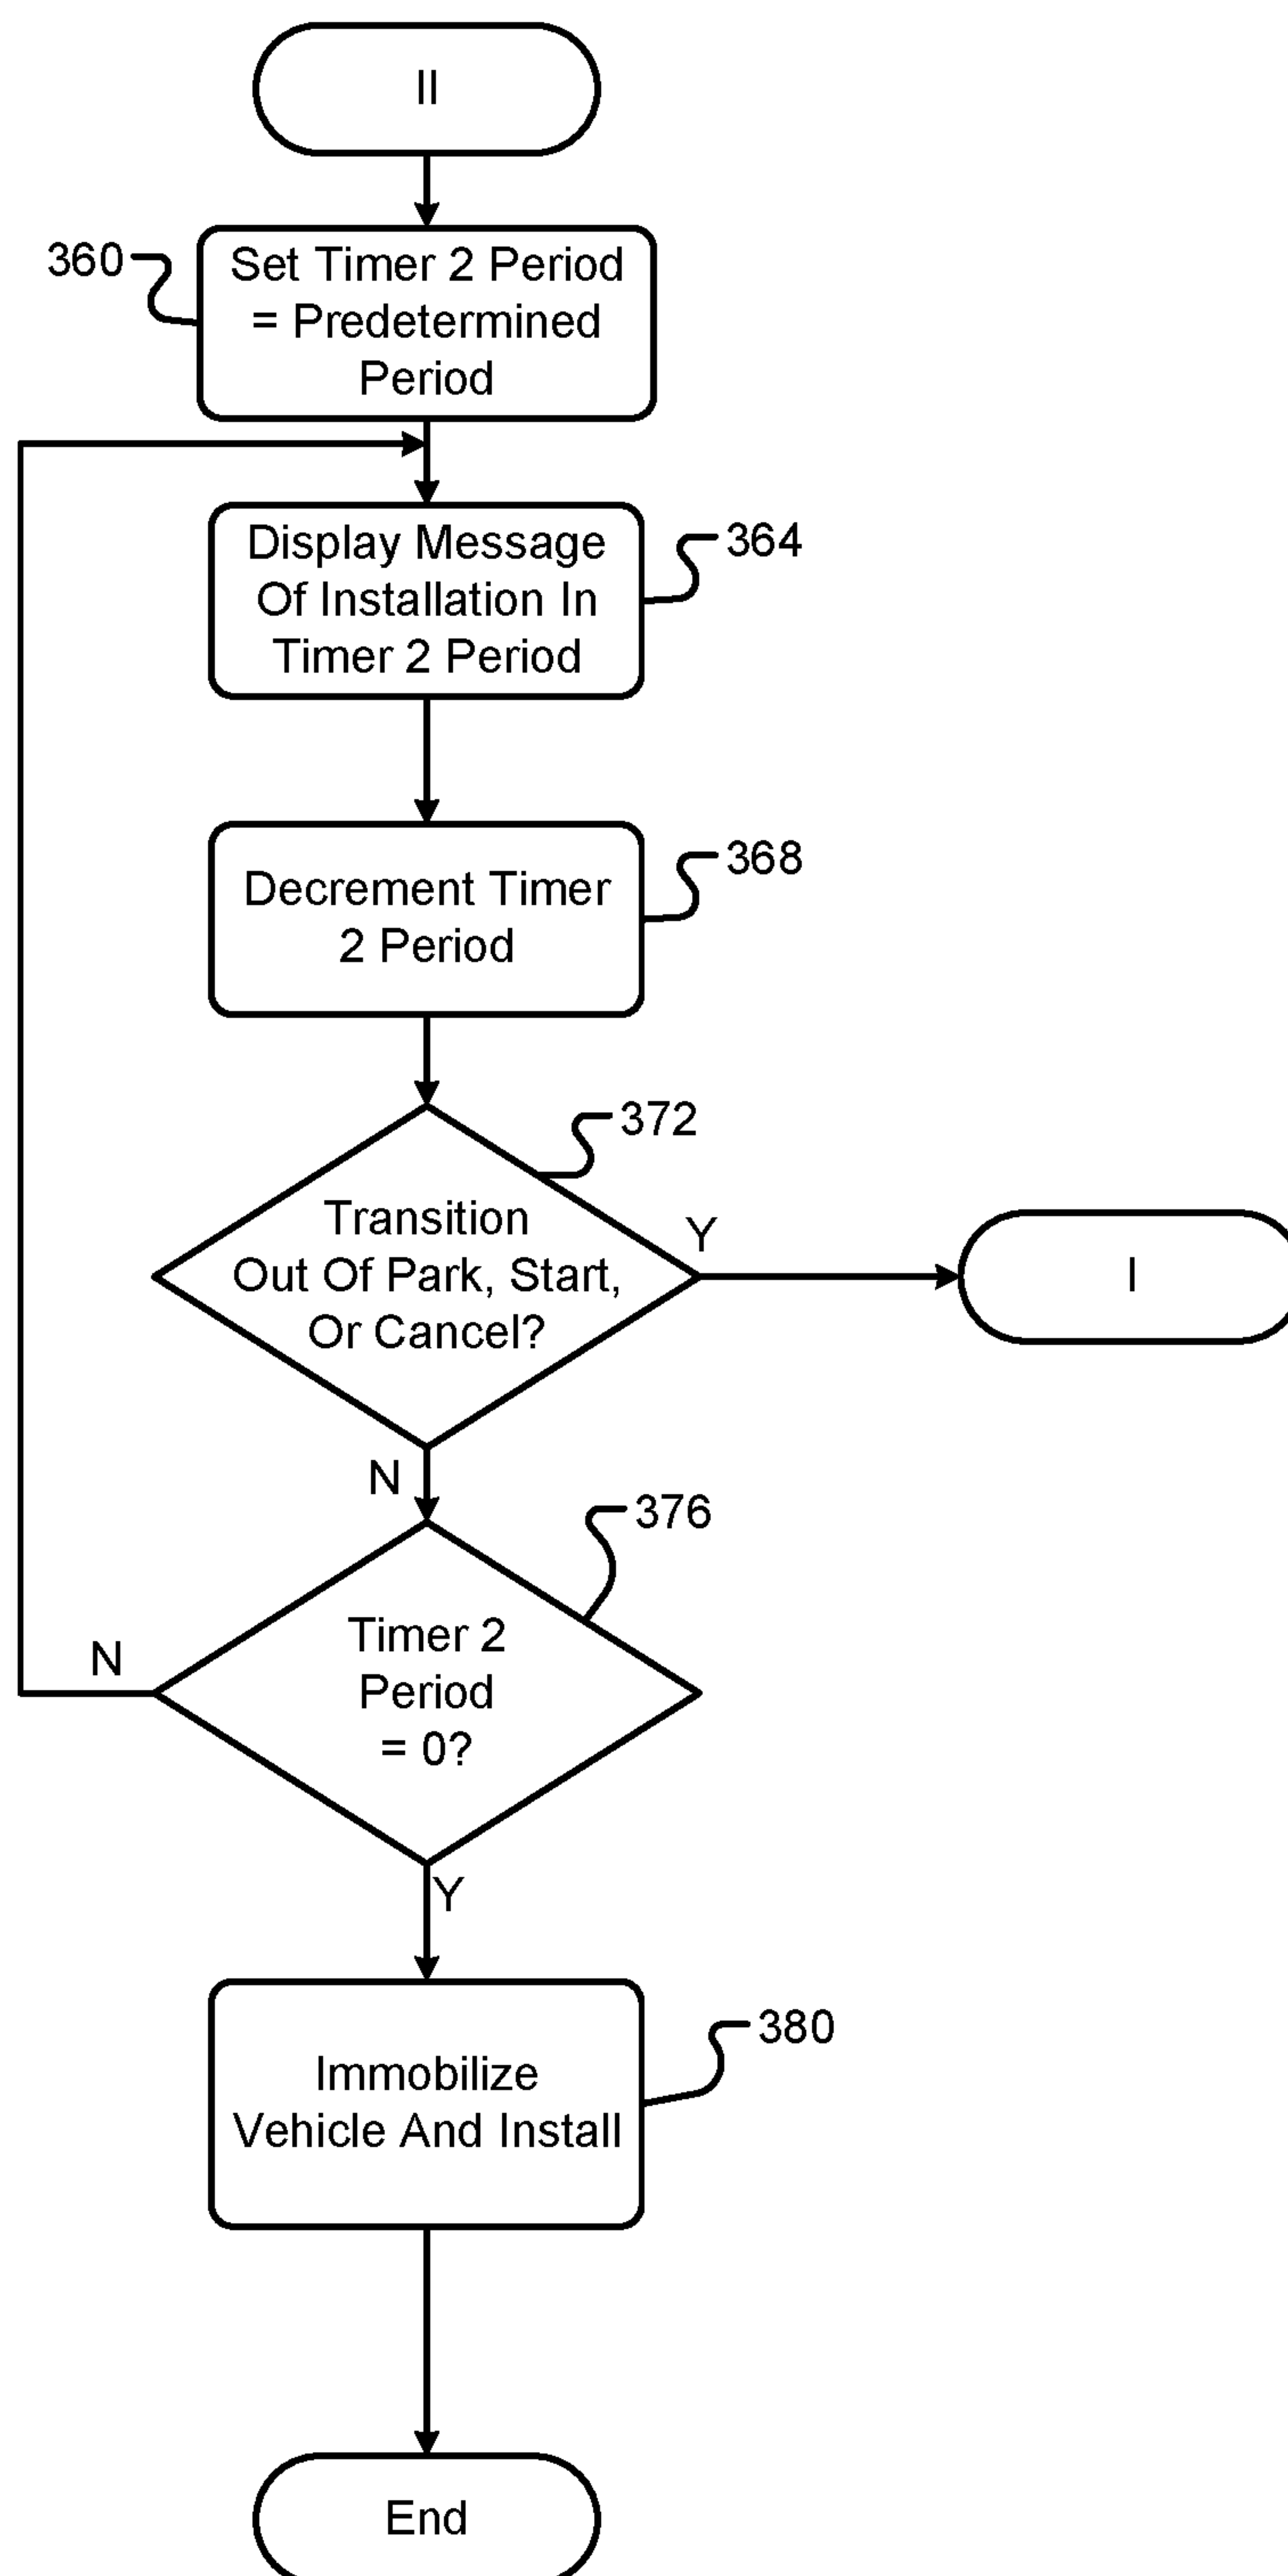 II
360
Set Timer 2 Period
= Predetermined
Period
Display Message
Of Installation In
Timer 2 Period
364
Decrement Timer
2 Period
368
372
Transition
Out Of Park, Start,
Or Cancel?
Y
I
N
376
Timer 2
Period
= 0?
N
Y
380
Immobilize
Vehicle And Install
End